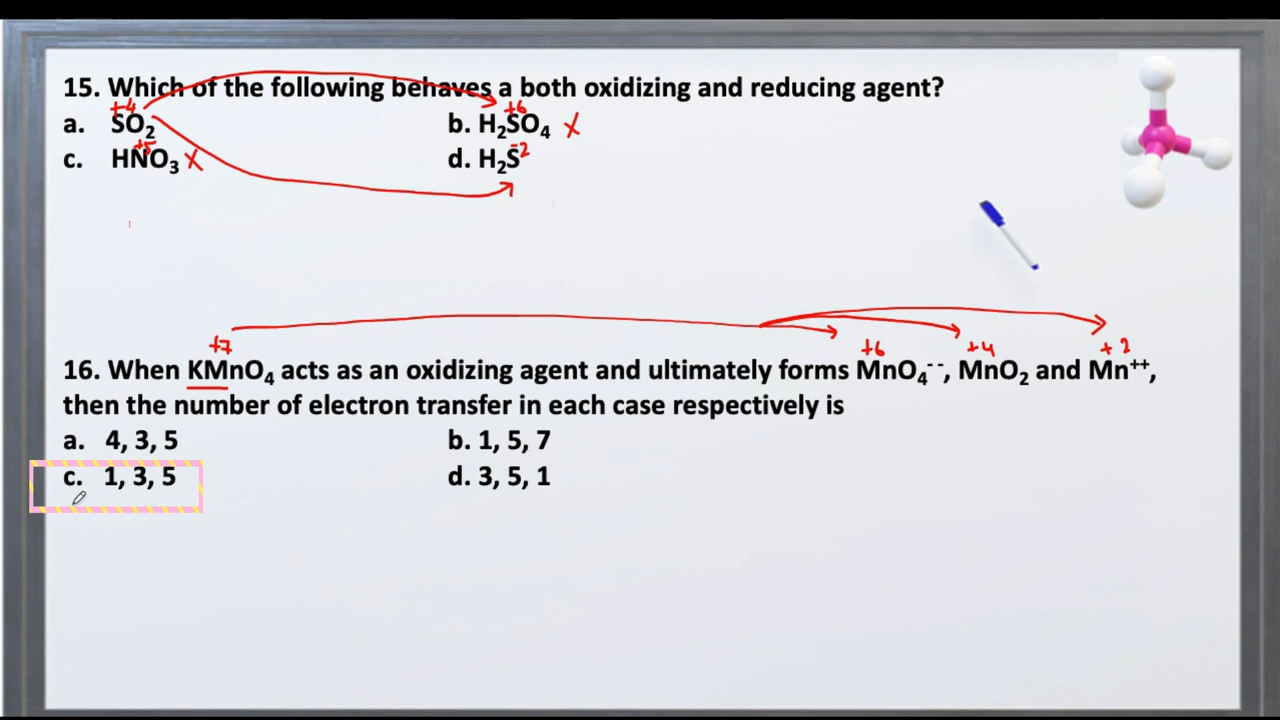 15. Which of the following behaves a both oxidizing and reducing agent?
+4 +6
a. SO₂ b. H₂SO₄ X
+5 -2
c. HNO₃ X d. H₂S
+7 +6 +4 +2
16. When KMnO₄ acts as an oxidizing agent and ultimately forms MnO₄⁻⁻, MnO₂ and Mn⁺⁺,
then the number of electron transfer in each case respectively is
a. 4, 3, 5 b. 1, 5, 7
c. 1, 3, 5 d. 3, 5, 1